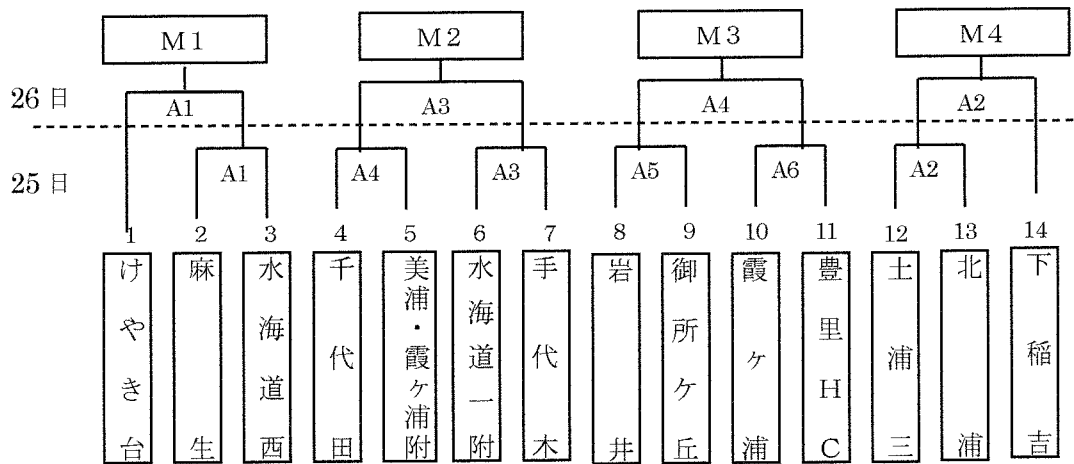 M1 M2 M3 M4
26日 A1 A3 A4 A2
25日 A1 A4 A3 A5 A6 A2
1 2 3 4 5 6 7 8 9 10 11 12 13 14
けやき台
麻生
水海道西
千代田
美浦・霞ヶ浦附
水海道一附
手代木
岩井
御所ケ丘
霞ヶ浦
豊里HC
土浦三
北浦
下稲吉